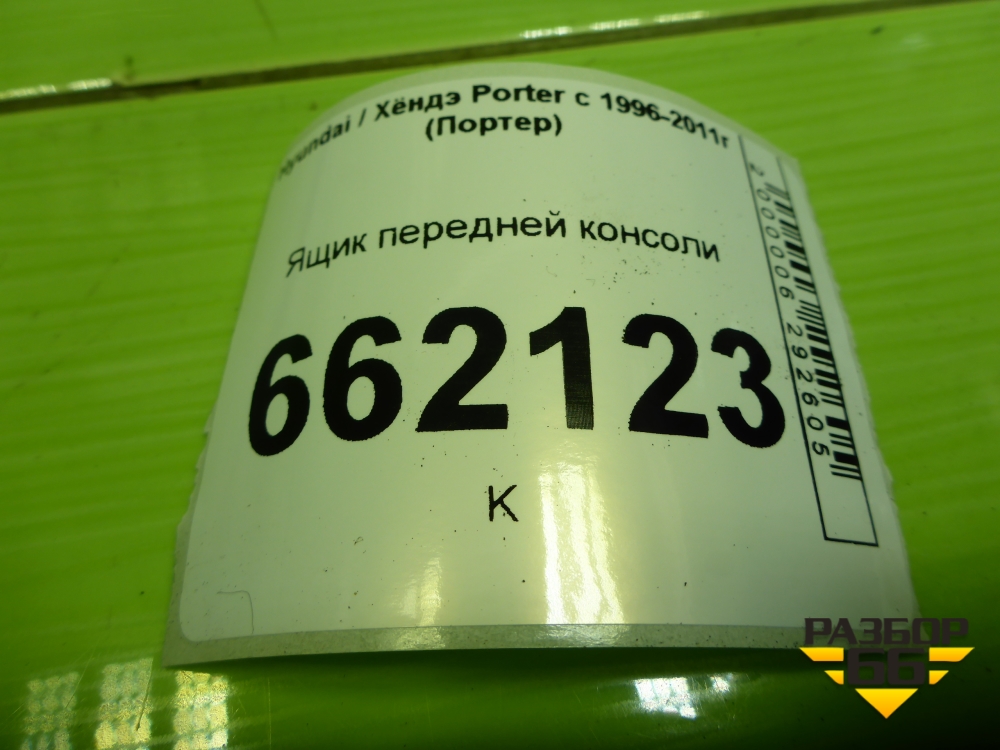 Hyundai / Хёндэ Porter с 1996-2011г
(Портер)
Ящик передней консоли
662123
К
2000006292605
РАЗБОР
66